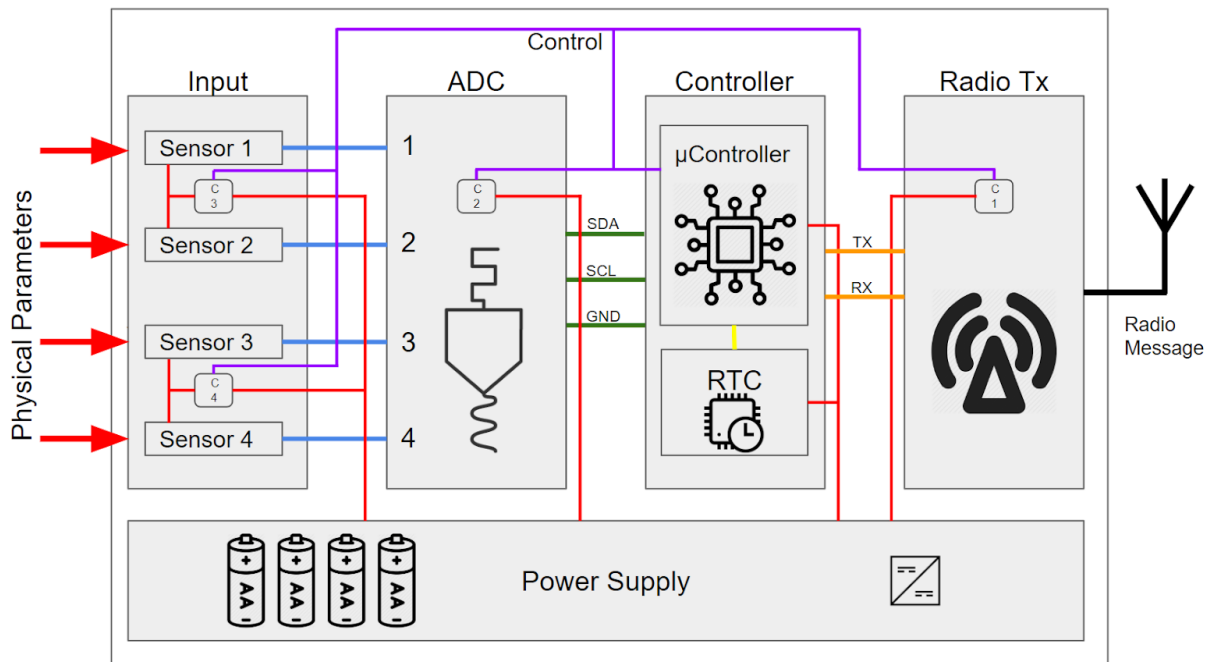 Control
Input
ADC
Controller
Radio Tx
Physical Parameters
Sensor 1
C
3
Sensor 2
Sensor 3
C
4
Sensor 4
1
2
3
4
C
2
SDA
SCL
GND
µController
RTC
TX
RX
C
1
Radio
Message
+
AA
-
+
AA
-
+
AA
-
+
AA
-
Power Supply